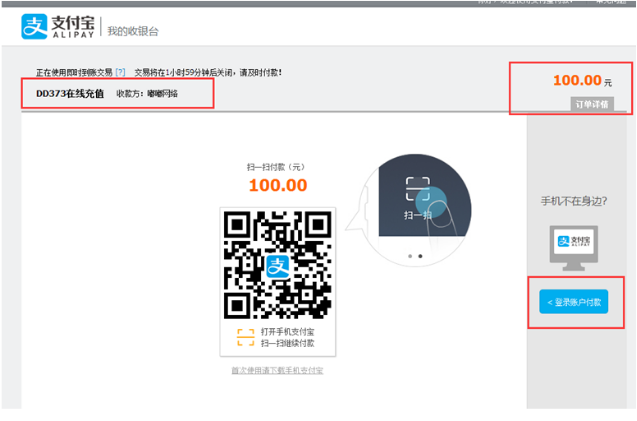 支付宝
ALIPAY
我的收银台
正在使用即时到账交易 [?] 交易将在1小时59分钟后关闭，请及时付款！
DD373在线充值 收款方：嘟嘟网络
100.00 元
订单详情
扫一扫付款（元）
100.00
支
扫一扫
打开手机支付宝
扫一扫继续付款
首次使用请下载手机支付宝
手机不在身边?
支付宝
ALIPAY
< 登录账户付款